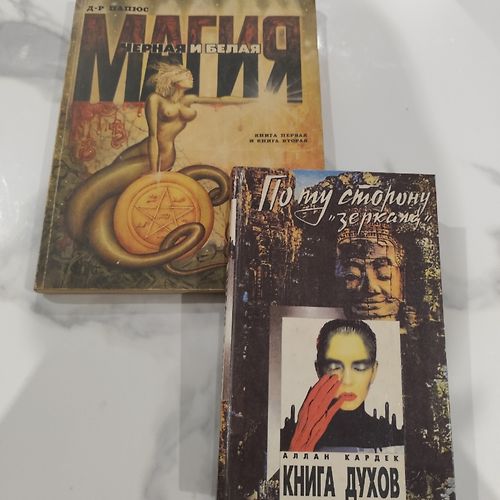 Д-Р ПАПЮС
МАГИЯ
ЧЕРНАЯ И БЕЛАЯ
КНИГА ПЕРВАЯ
И КНИГА ВТОРАЯ
По ту сторону
„зеркала“
АЛЛАН КАРДЕК
КНИГА ДУХОВ